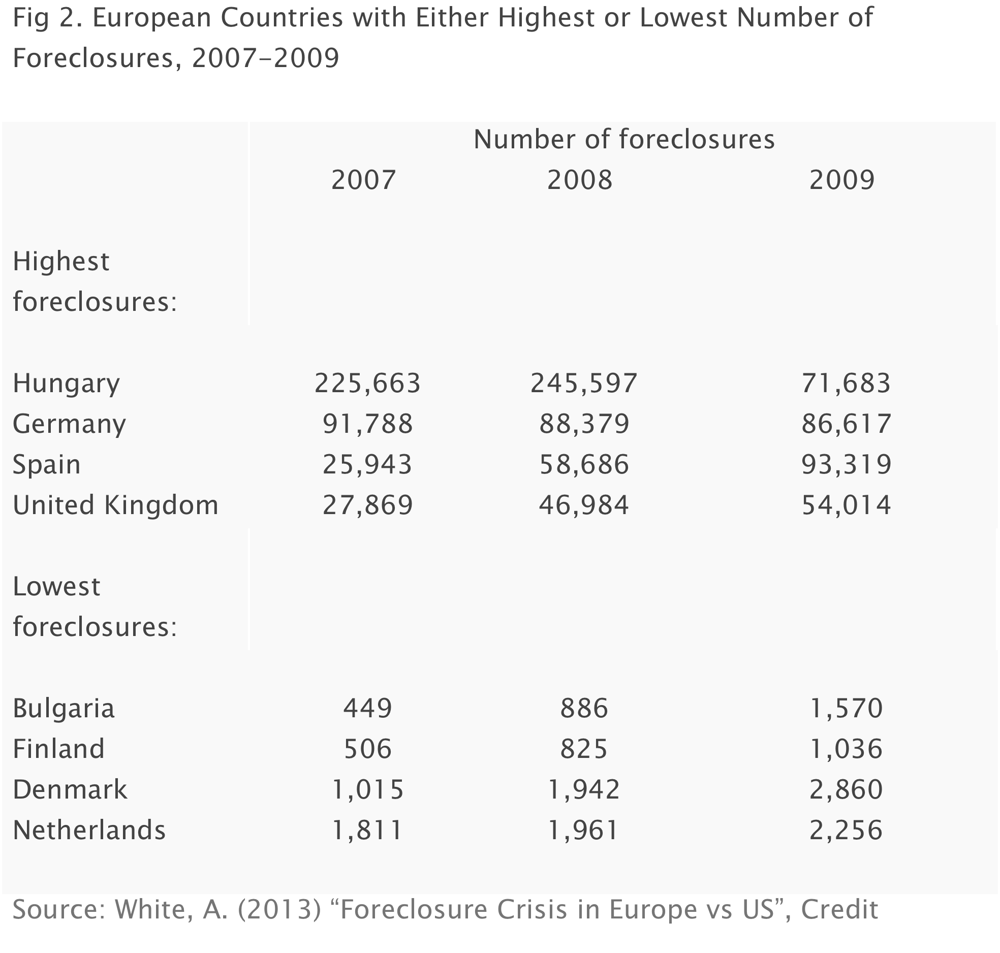 Fig 2. European Countries with Either Highest or Lowest Number of
Foreclosures, 2007–2009
Number of foreclosures
2007 2008 2009
Highest
foreclosures:
Hungary 225,663 245,597 71,683
Germany 91,788 88,379 86,617
Spain 25,943 58,686 93,319
United Kingdom 27,869 46,984 54,014
Lowest
foreclosures:
Bulgaria 449 886 1,570
Finland 506 825 1,036
Denmark 1,015 1,942 2,860
Netherlands 1,811 1,961 2,256
Source: White, A. (2013) “Foreclosure Crisis in Europe vs US”, Credit